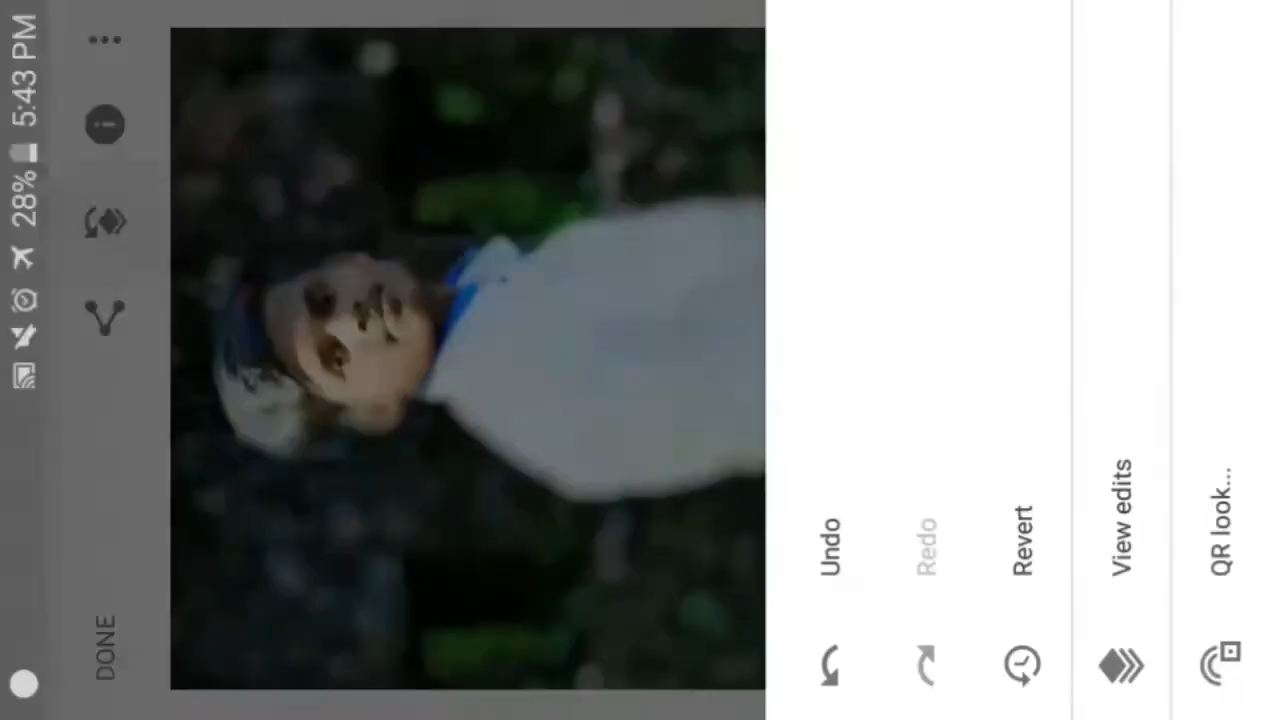 28% 5:43 PM
DONE
Undo
Redo
Revert
View edits
QR look...